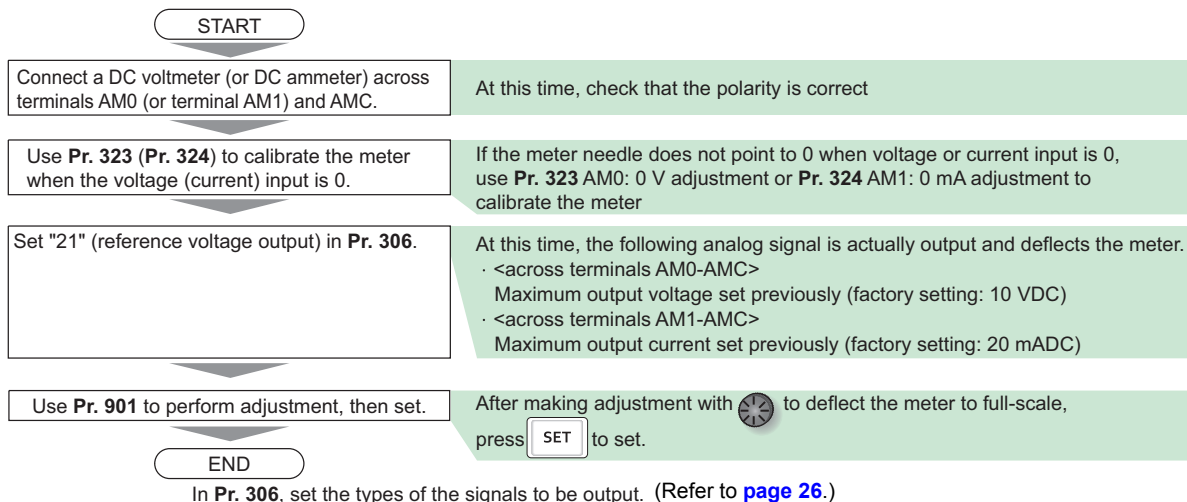 START
Connect a DC voltmeter (or DC ammeter) across
terminals AM0 (or terminal AM1) and AMC.
At this time, check that the polarity is correct
Use Pr. 323 (Pr. 324) to calibrate the meter
when the voltage (current) input is 0.
If the meter needle does not point to 0 when voltage or current input is 0,
use Pr. 323 AM0: 0 V adjustment or Pr. 324 AM1: 0 mA adjustment to
calibrate the meter
Set "21" (reference voltage output) in Pr. 306.
At this time, the following analog signal is actually output and deflects the meter.
· <across terminals AM0-AMC>
Maximum output voltage set previously (factory setting: 10 VDC)
· <across terminals AM1-AMC>
Maximum output current set previously (factory setting: 20 mADC)
Use Pr. 901 to perform adjustment, then set.
After making adjustment with to deflect the meter to full-scale,
press SET to set.
END
In Pr. 306, set the types of the signals to be output. (Refer to page 26.)